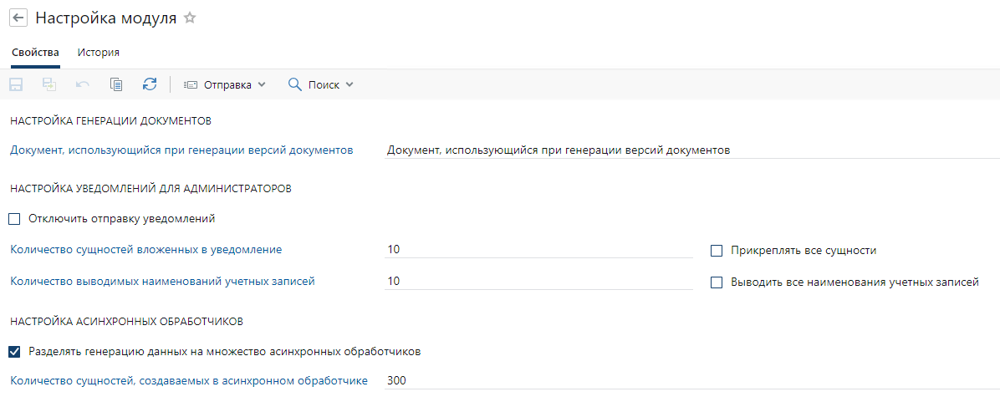 Настройка модуля
Свойства История
Отправка Поиск
НАСТРОЙКА ГЕНЕРАЦИИ ДОКУМЕНТОВ
Документ, использующийся при генерации версий документов Документ, использующийся при генерации версий документов
НАСТРОЙКА УВЕДОМЛЕНИЙ ДЛЯ АДМИНИСТРАТОРОВ
Отключить отправку уведомлений
Количество сущностей вложенных в уведомление 10 Прикреплять все сущности
Количество выводимых наименований учетных записей 10 Выводить все наименования учетных записей
НАСТРОЙКА АСИНХРОННЫХ ОБРАБОТЧИКОВ
Разделять генерацию данных на множество асинхронных обработчиков
Количество сущностей, создаваемых в асинхронном обработчике 300